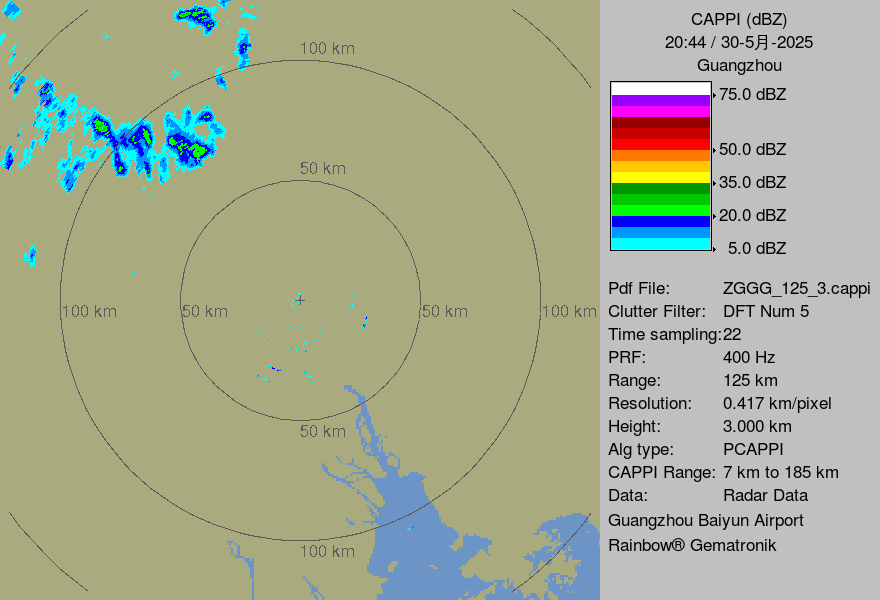 CAPPI (dBZ)
20:44 / 30-5月-2025
Guangzhou
75.0 dBZ
50.0 dBZ
35.0 dBZ
20.0 dBZ
5.0 dBZ
100 km
50 km
100 km
50 km
50 km
100 km
50 km
100 km
Pdf File: ZGGG_125_3.cappi
Clutter Filter: DFT Num 5
Time sampling:22
PRF: 400 Hz
Range: 125 km
Resolution: 0.417 km/pixel
Height: 3.000 km
Alg type: PCAPPI
CAPPI Range: 7 km to 185 km
Data: Radar Data
Guangzhou Baiyun Airport
Rainbow® Gematronik